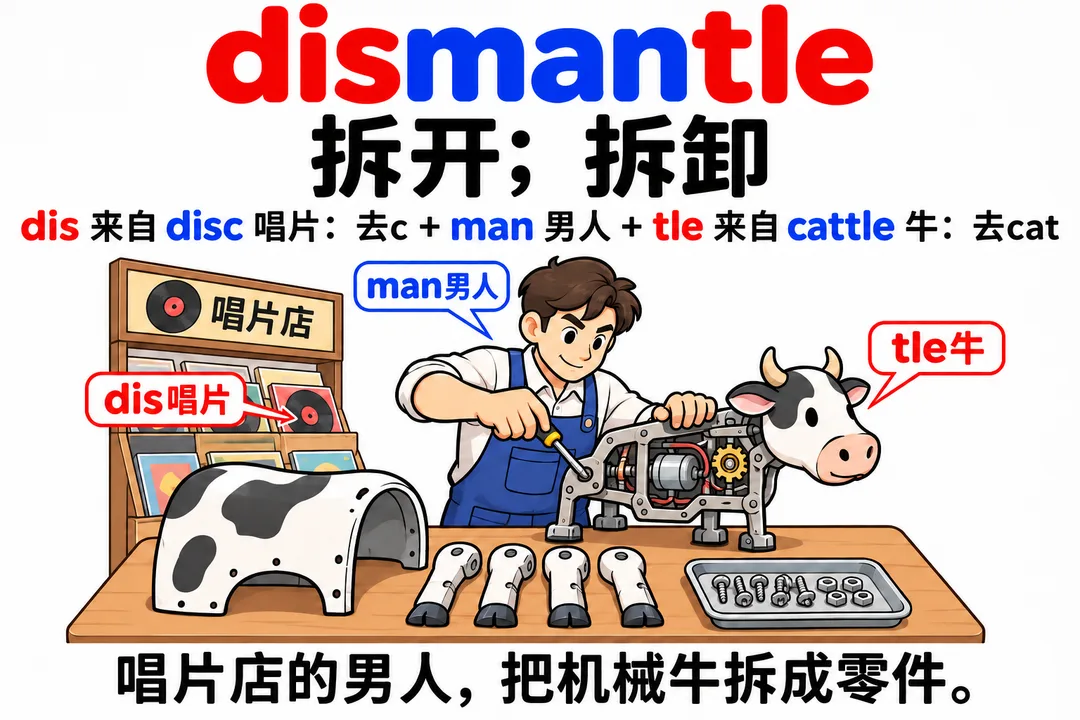 dismantle
拆开；拆卸
dis 来自 disc 唱片：去c + man 男人 + tle 来自 cattle 牛：去cat
唱片店
man男人
tle牛
dis唱片
唱片店的男人，把机械牛拆成零件。